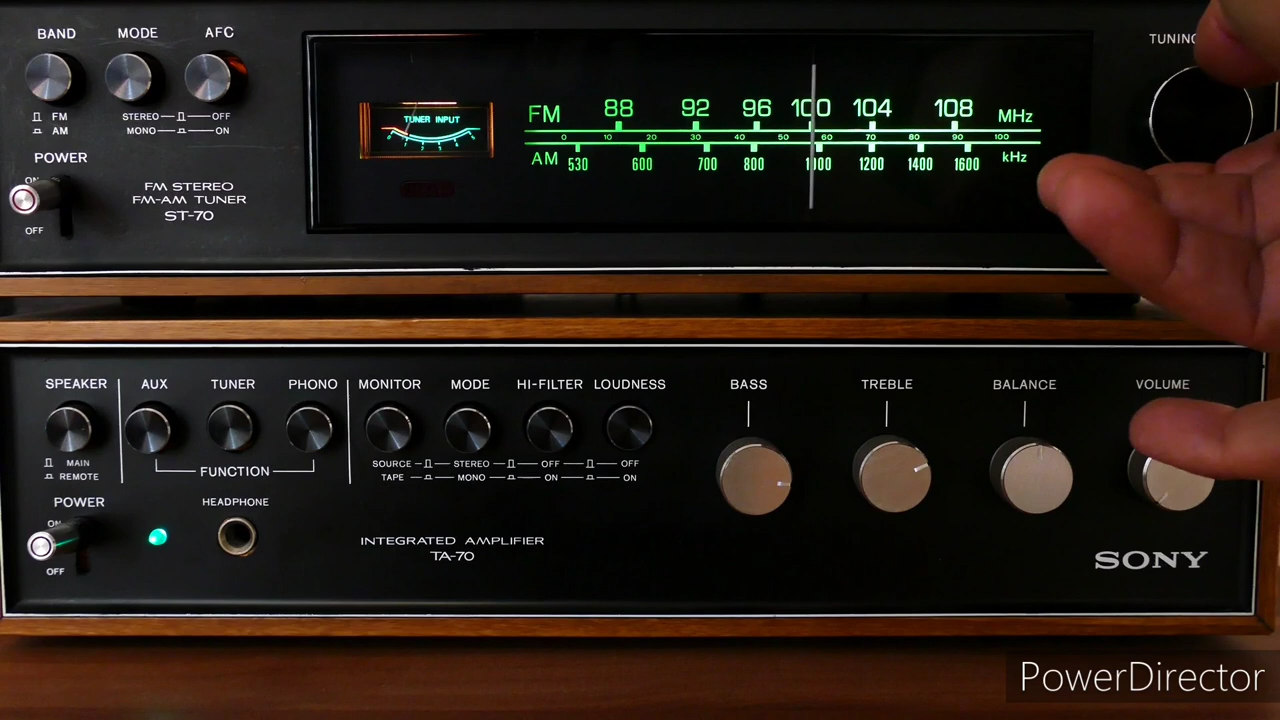 BAND MODE AFC
FM STEREO OFF
AM MONO ON
POWER
ON
OFF
FM STEREO
FM-AM TUNER
ST-70
TUNER INPUT
FM 88 92 96 100 104 108 MHz
0 10 20 30 40 50 60 70 80 90 100
AM 530 600 700 800 1000 1200 1400 1600 kHz
TUNING
SPEAKER AUX TUNER PHONO MONITOR MODE HI-FILTER LOUDNESS BASS TREBLE BALANCE VOLUME
MAIN SOURCE STEREO OFF OFF
REMOTE FUNCTION TAPE MONO ON ON
POWER HEADPHONE
ON
OFF
INTEGRATED AMPLIFIER
TA-70
SONY
PowerDirector